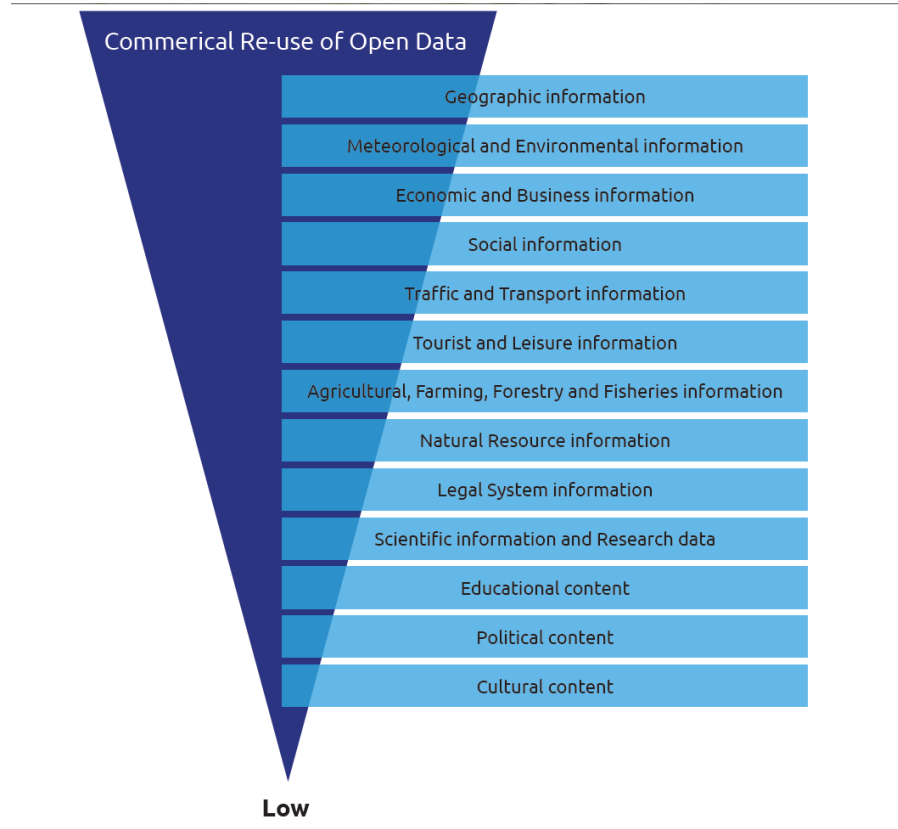 Commerical Re-use of Open Data
Geographic information
Meteorological and Environmental information
Economic and Business information
Social information
Traffic and Transport information
Tourist and Leisure information
Agricultural, Farming, Forestry and Fisheries information
Natural Resource information
Legal System information
Scientific information and Research data
Educational content
Political content
Cultural content
Low